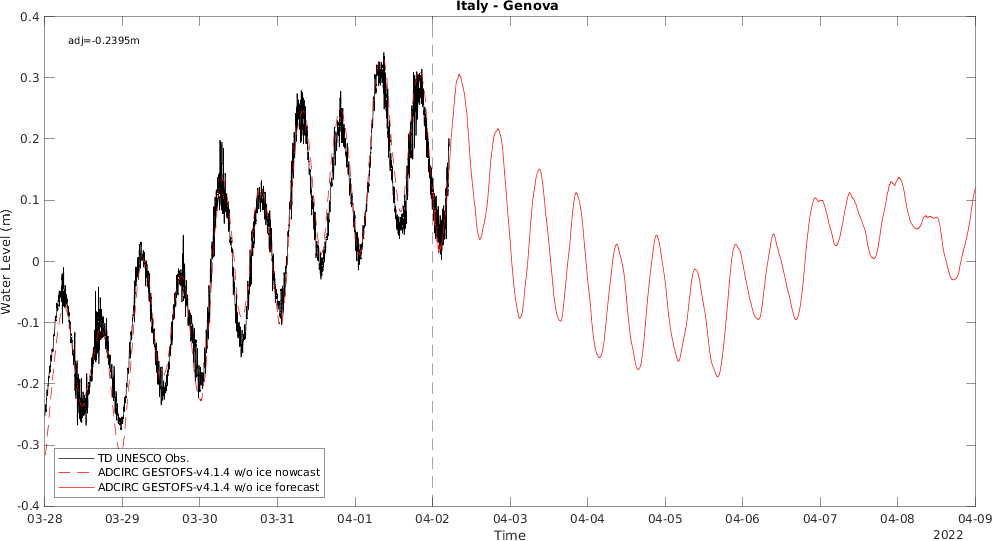 Italy - Genova
adj=-0.2395m
0.4
0.3
0.2
0.1
0
-0.1
-0.2
-0.3
-0.4
Water Level (m)
TD UNESCO Obs.
ADCIRC GESTOFS-v4.1.4 w/o ice nowcast
ADCIRC GESTOFS-v4.1.4 w/o ice forecast
03-28 03-29 03-30 03-31 04-01 04-02 04-03 04-04 04-05 04-06 04-07 04-08 04-09
Time
2022